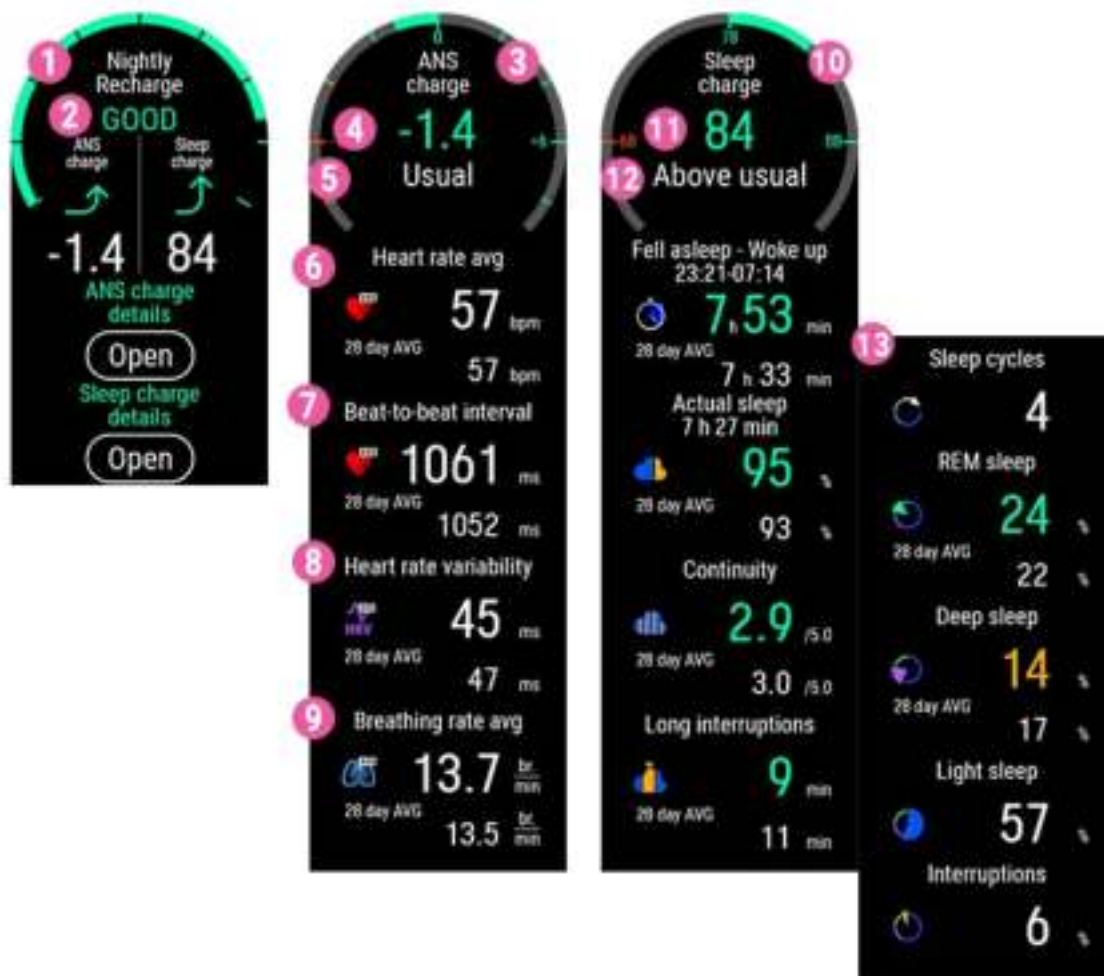 1
Nightly
Recharge
2
GOOD
ANS
charge
Sleep
charge
-1.4
84
ANS charge
details
Open
Sleep charge
details
Open
0
ANS
charge
3
4
-1.4
+6
5
Usual
6
Heart rate avg
57 bpm
28 day AVG
57 bpm
7
Beat-to-beat interval
1061 ms
28 day AVG
1052 ms
8
Heart rate variability
HRV
45 ms
28 day AVG
47 ms
9
Breathing rate avg
13.7 br. min
28 day AVG
13.5 br. min
78
Sleep
charge
10
11
84
12
Above usual
Fell asleep - Woke up
23:21-07:14
7 h 53 min
28 day AVG
7 h 33 min
Actual sleep
7 h 27 min
95 %
28 day AVG
93 %
Continuity
2.9 /5.0
28 day AVG
3.0 /5.0
Long interruptions
9 min
28 day AVG
11 min
13
Sleep cycles
4
REM sleep
24 %
28 day AVG
22 %
Deep sleep
14 %
28 day AVG
17 %
Light sleep
57 %
Interruptions
6 %